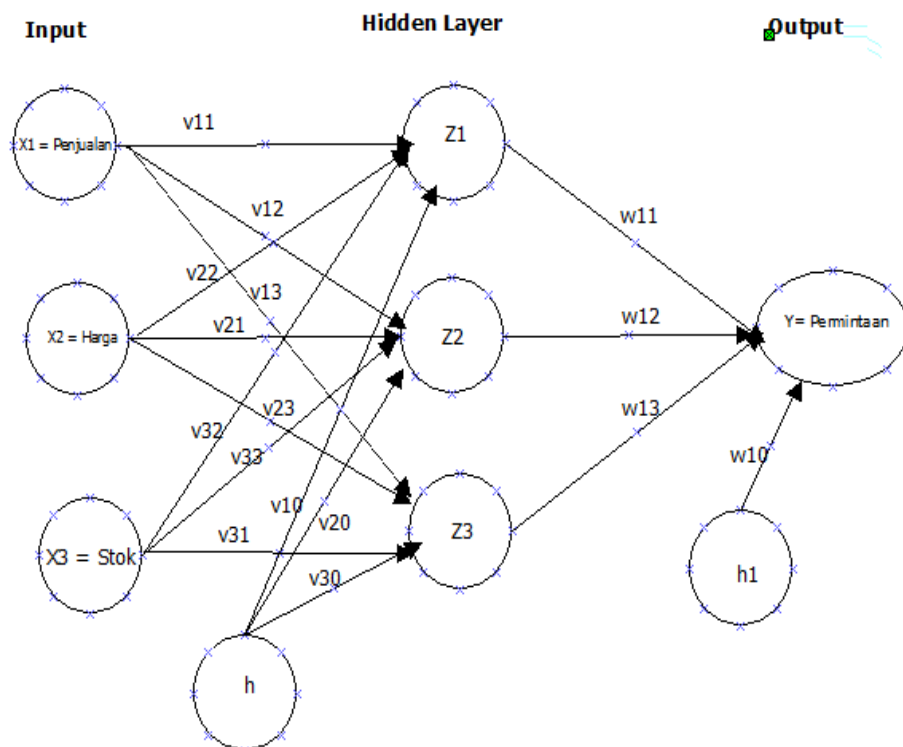 Input
Hidden Layer
Output
X1 = Penjualan
v11
Z1
v12
w11
v22
v13
X2 = Harga
v21
Z2
w12
Y= Permintaan
v23
w13
v32
v33
w10
v10
v20
X3 = Stok
v31
Z3
v30
h1
h